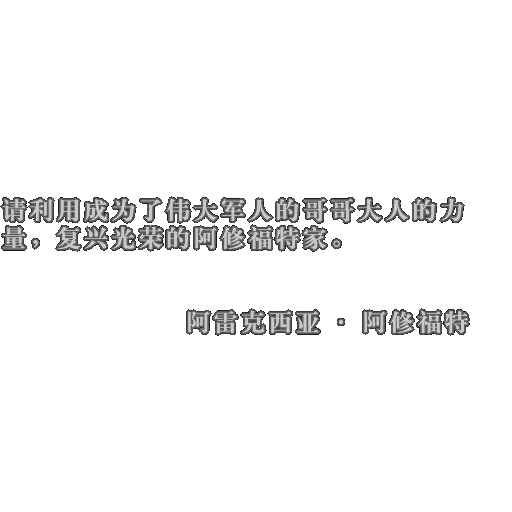 请利用成为了伟大军人的哥哥大人的力
量，复兴光荣的阿修福特家。
阿雷克西亚·阿修福特